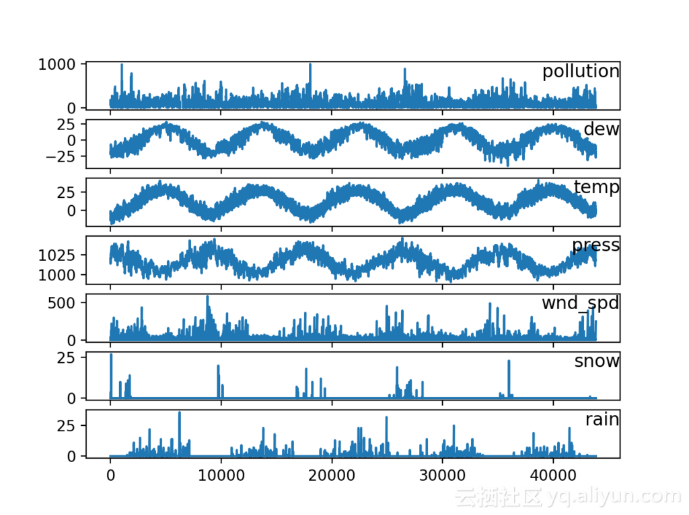 1000
0
pollution
25
0
−25
dew
25
0
temp
1025
1000
press
500
0
wnd_spd
25
0
snow
25
0
rain
0 10000 20000 30000 40000
云栖社区 yq.aliyun.com